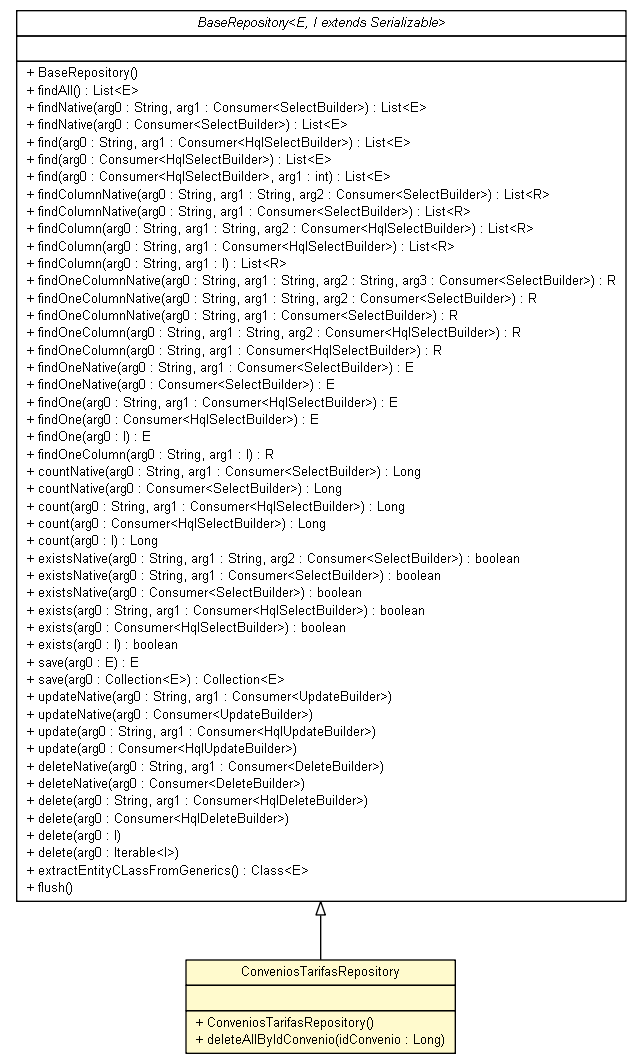 BaseRepository<E, I extends Serializable>
+ BaseRepository()
+ findAll() : List<E>
+ findNative(arg0 : String, arg1 : Consumer<SelectBuilder>) : List<E>
+ findNative(arg0 : Consumer<SelectBuilder>) : List<E>
+ find(arg0 : String, arg1 : Consumer<HqlSelectBuilder>) : List<E>
+ find(arg0 : Consumer<HqlSelectBuilder>) : List<E>
+ find(arg0 : Consumer<HqlSelectBuilder>, arg1 : int) : List<E>
+ findColumnNative(arg0 : String, arg1 : String, arg2 : Consumer<SelectBuilder>) : List<R>
+ findColumnNative(arg0 : String, arg1 : Consumer<SelectBuilder>) : List<R>
+ findColumn(arg0 : String, arg1 : String, arg2 : Consumer<HqlSelectBuilder>) : List<R>
+ findColumn(arg0 : String, arg1 : Consumer<HqlSelectBuilder>) : List<R>
+ findColumn(arg0 : String, arg1 : I) : List<R>
+ findOneColumnNative(arg0 : String, arg1 : String, arg2 : String, arg3 : Consumer<SelectBuilder>) : R
+ findOneColumnNative(arg0 : String, arg1 : String, arg2 : Consumer<SelectBuilder>) : R
+ findOneColumnNative(arg0 : String, arg1 : Consumer<SelectBuilder>) : R
+ findOneColumn(arg0 : String, arg1 : String, arg2 : Consumer<HqlSelectBuilder>) : R
+ findOneColumn(arg0 : String, arg1 : Consumer<HqlSelectBuilder>) : R
+ findOneNative(arg0 : String, arg1 : Consumer<SelectBuilder>) : E
+ findOneNative(arg0 : Consumer<SelectBuilder>) : E
+ findOne(arg0 : String, arg1 : Consumer<HqlSelectBuilder>) : E
+ findOne(arg0 : Consumer<HqlSelectBuilder>) : E
+ findOne(arg0 : I) : E
+ findOneColumn(arg0 : String, arg1 : I) : R
+ countNative(arg0 : String, arg1 : Consumer<SelectBuilder>) : Long
+ countNative(arg0 : Consumer<SelectBuilder>) : Long
+ count(arg0 : String, arg1 : Consumer<HqlSelectBuilder>) : Long
+ count(arg0 : Consumer<HqlSelectBuilder>) : Long
+ count(arg0 : I) : Long
+ existsNative(arg0 : String, arg1 : String, arg2 : Consumer<SelectBuilder>) : boolean
+ existsNative(arg0 : String, arg1 : Consumer<SelectBuilder>) : boolean
+ existsNative(arg0 : Consumer<SelectBuilder>) : boolean
+ exists(arg0 : String, arg1 : Consumer<HqlSelectBuilder>) : boolean
+ exists(arg0 : Consumer<HqlSelectBuilder>) : boolean
+ exists(arg0 : I) : boolean
+ save(arg0 : E) : E
+ save(arg0 : Collection<E>) : Collection<E>
+ updateNative(arg0 : String, arg1 : Consumer<UpdateBuilder>)
+ updateNative(arg0 : Consumer<UpdateBuilder>)
+ update(arg0 : String, arg1 : Consumer<HqlUpdateBuilder>)
+ update(arg0 : Consumer<HqlUpdateBuilder>)
+ deleteNative(arg0 : String, arg1 : Consumer<DeleteBuilder>)
+ deleteNative(arg0 : Consumer<DeleteBuilder>)
+ delete(arg0 : String, arg1 : Consumer<HqlDeleteBuilder>)
+ delete(arg0 : Consumer<HqlDeleteBuilder>)
+ delete(arg0 : I)
+ delete(arg0 : Iterable<I>)
+ extractEntityCLassFromGenerics() : Class<E>
+ flush()
ConveniosTarifasRepository
+ ConveniosTarifasRepository()
+ deleteAllByIdConvenio(idConvenio : Long)